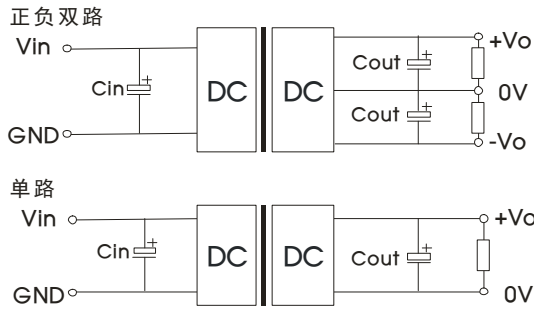 正负双路
Vin
+Vo
Cout
Cin
DC
DC
0V
Cout
GND
-Vo
单路
Vin
+Vo
Cin
DC
DC
Cout
GND
0V